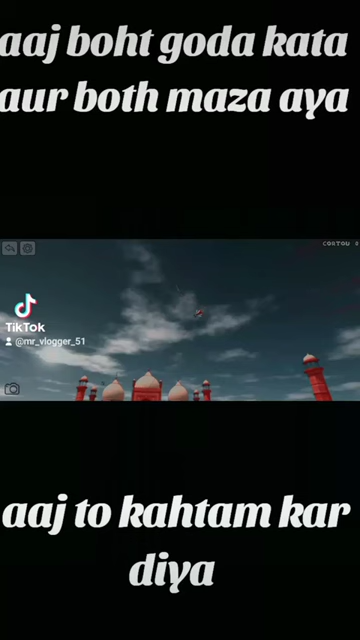 aaj boht goda kata
aur both maza aya
TikTok
@mr_vlogger_51
aaj to kahtam kar
diya